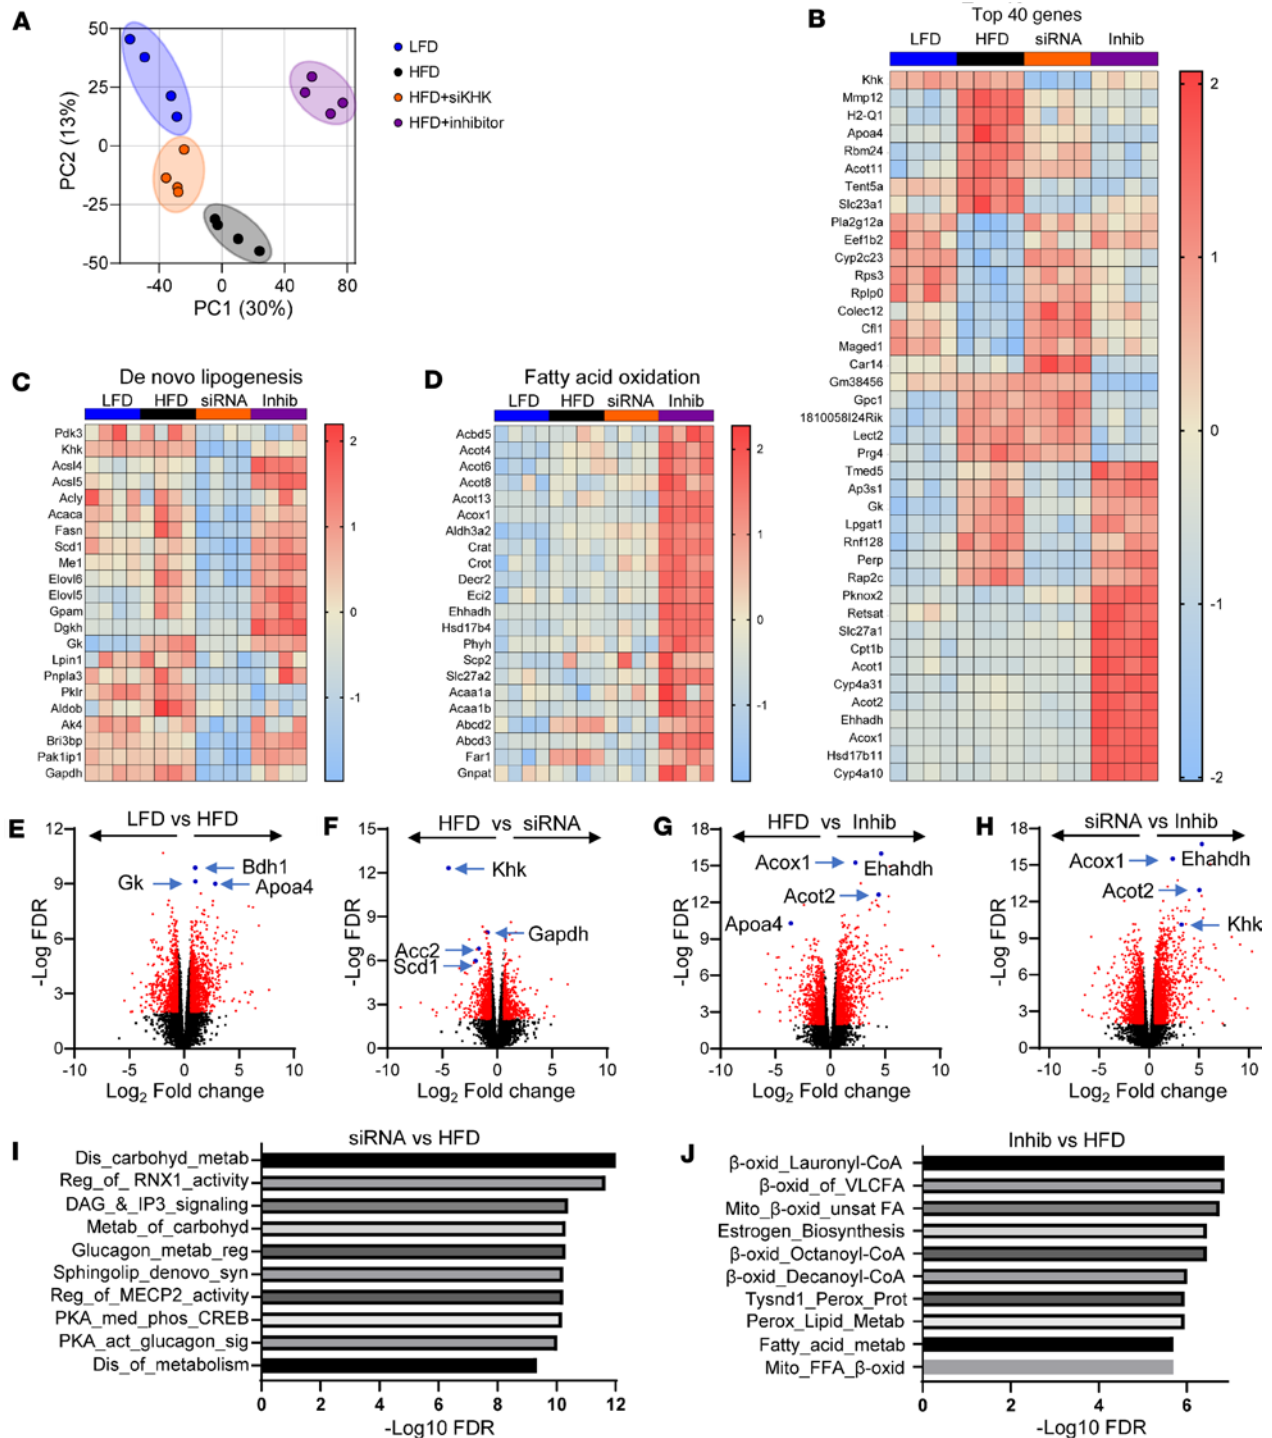 A
50
25
0
-25
-50
-40
0
40
80
PC2 (13%)
PC1 (30%)
LFD
HFD
HFD+siKHK
HFD+inhibitor
B
Top 40 genes
LFD HFD siRNA Inhib
Khk
Mmp12
H2-Q1
Apoa4
Rbm24
Acot11
Tent5a
Slc23a1
Pla2g12a
Eef1b2
Cyp2c23
Rps3
Rplp0
Colec12
Cfl1
Maged1
Car14
Gm38456
Gpc1
1810058I24Rik
Lect2
Prg4
Tmed5
Ap3s1
Gk
Lpgat1
Rnf128
Perp
Rap2c
Pknox2
Retsat
Slc27a1
Cpt1b
Acot1
Cyp4a31
Acot2
Ehhadh
Acox1
Hsd17b11
Cyp4a10
2
1
0
-1
-2
C
De novo lipogenesis
LFD HFD siRNA Inhib
Pdk3
Khk
Acsl4
Acsl5
Acly
Acaca
Fasn
Scd1
Me1
Elovl6
Elovl5
Gpam
Dgkh
Gk
Lpin1
Pnpla3
Pklr
Aldob
Ak4
Bri3bp
Pak1ip1
Gapdh
2
1
0
-1
D
Fatty acid oxidation
LFD HFD siRNA Inhib
Acbd5
Acot4
Acot6
Acot8
Acot13
Acox1
Aldh3a2
Crat
Crot
Decr2
Eci2
Ehhadh
Hsd17b4
Phyh
Scp2
Slc27a2
Acaa1a
Acaa1b
Abcd2
Abcd3
Far1
Gnpat
2
1
0
-1
E
LFD vs HFD
12
9
6
3
0
-Log FDR
Bdh1
Gk
Apoa4
-10 -5 0 5 10
Log2 Fold change
F
HFD vs siRNA
15
12
9
6
3
0
-Log FDR
Khk
Gapdh
Acc2
Scd1
-10 -5 0 5 10
Log2 Fold change
G
HFD vs Inhib
18
15
12
9
6
3
0
-Log FDR
Acox1
Ehahdh
Acot2
Apoa4
-10 -5 0 5 10
Log2 Fold change
H
siRNA vs Inhib
18
15
12
9
6
3
0
-Log FDR
Acox1
Ehahdh
Acot2
Khk
-10 -5 0 5 10
Log2 Fold change
I
siRNA vs HFD
Dis_carbohyd_metab
Reg_of_RNX1_activity
DAG_&_IP3_signaling
Metab_of_carbohyd
Glucagon_metab_reg
Sphingolip_denovo_syn
Reg_of_MECP2_activity
PKA_med_phos_CREB
PKA_act_glucagon_sig
Dis_of_metabolism
0 2 4 6 8 10 12
-Log10 FDR
J
Inhib vs HFD
β-oxid_Lauronyl-CoA
β-oxid_of_VLCFA
Mito_β-oxid_unsat FA
Estrogen_Biosynthesis
β-oxid_Octanoyl-CoA
β-oxid_Decanoyl-CoA
Tysnd1_Perox_Prot
Perox_Lipid_Metab
Fatty_acid_metab
Mito_FFA_β-oxid
0 2 4 6
-Log10 FDR